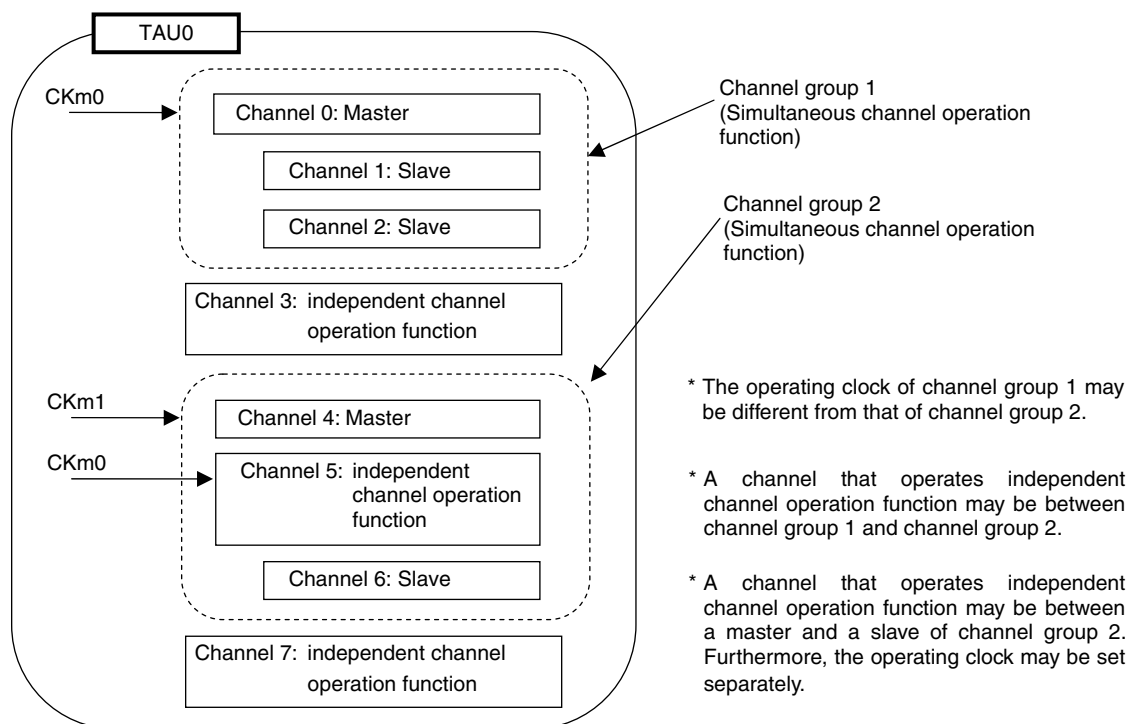 TAU0
CKm0
Channel 0: Master
Channel 1: Slave
Channel 2: Slave
Channel group 1
(Simultaneous channel operation
function)
Channel group 2
(Simultaneous channel operation
function)
Channel 3: independent channel
operation function
CKm1
Channel 4: Master
CKm0
Channel 5: independent
channel operation
function
Channel 6: Slave
Channel 7: independent channel
operation function
* The operating clock of channel group 1 may
be different from that of channel group 2.
* A channel that operates independent
channel operation function may be between
channel group 1 and channel group 2.
* A channel that operates independent
channel operation function may be between
a master and a slave of channel group 2.
Furthermore, the operating clock may be set
separately.